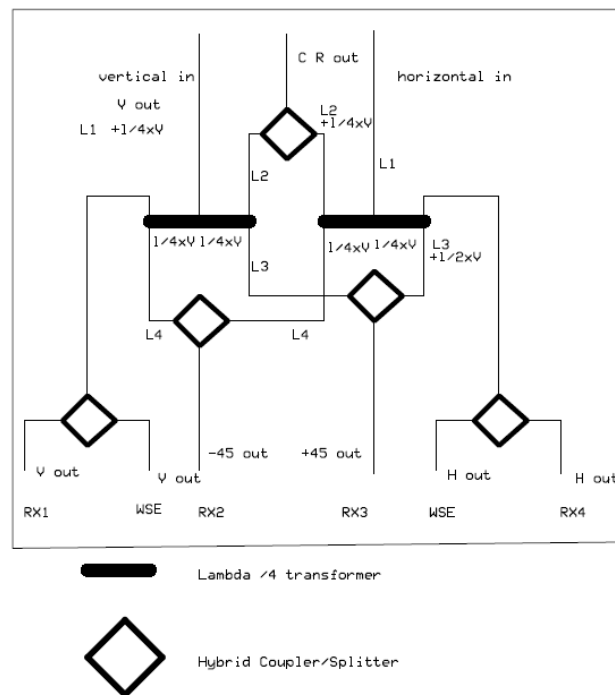 C R out
vertical in
horizontal in
V out
L2
+1/4xV
L1 +1/4xV
L1
L2
1/4xV 1/4xV
1/4xV 1/4xV
L3
+1/2xV
L3
L4
L4
-45 out
+45 out
V out
V out
H out
H out
RX1
WSE
RX2
RX3
WSE
RX4
Lambda /4 transformer
Hybrid Coupler/Splitter